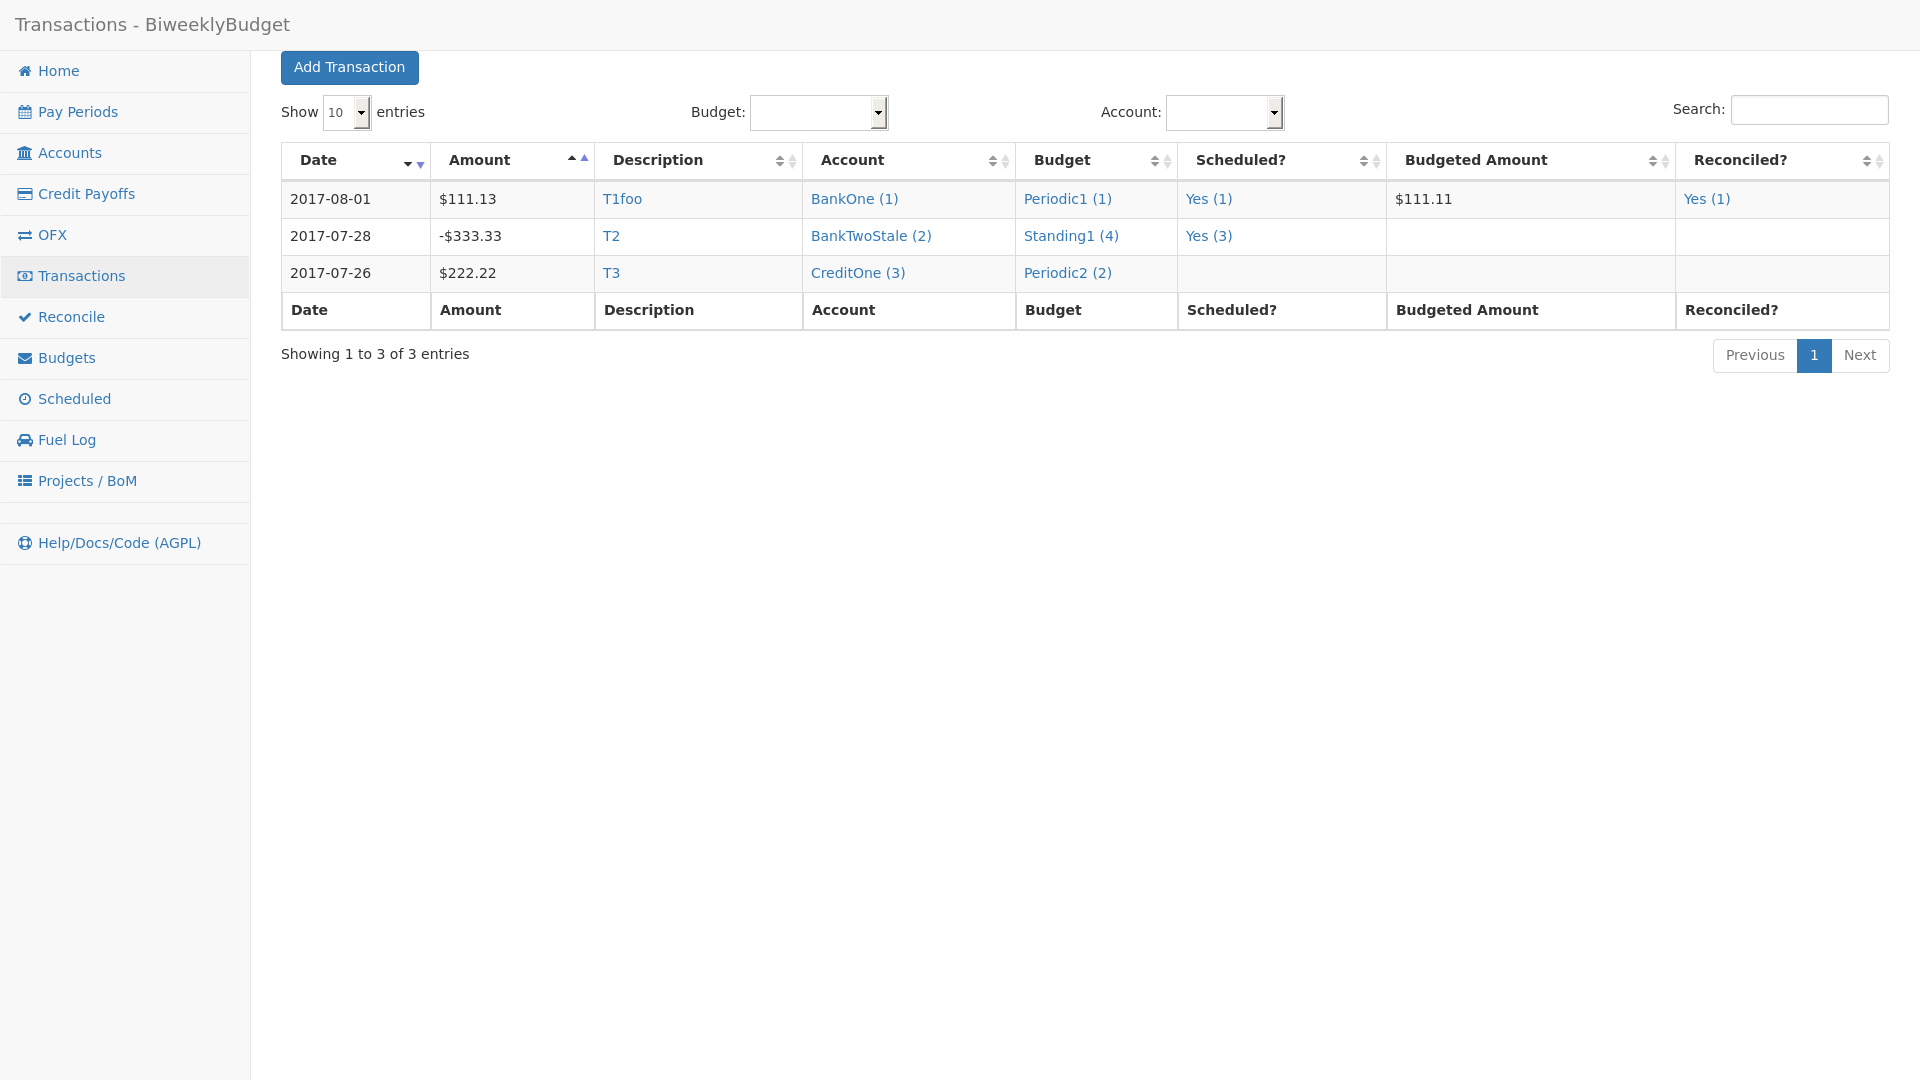 Transactions - BiweeklyBudget
Home
Pay Periods
Accounts
Credit Payoffs
OFX
Transactions
Reconcile
Budgets
Scheduled
Fuel Log
Projects / BoM
Help/Docs/Code (AGPL)
Add Transaction
Show 10 entries Budget: Account: Search:
Date Amount Description Account Budget Scheduled? Budgeted Amount Reconciled?
2017-08-01 $111.13 T1foo BankOne (1) Periodic1 (1) Yes (1) $111.11 Yes (1)
2017-07-28 -$333.33 T2 BankTwoStale (2) Standing1 (4) Yes (3)
2017-07-26 $222.22 T3 CreditOne (3) Periodic2 (2)
Date Amount Description Account Budget Scheduled? Budgeted Amount Reconciled?
Showing 1 to 3 of 3 entries Previous 1 Next